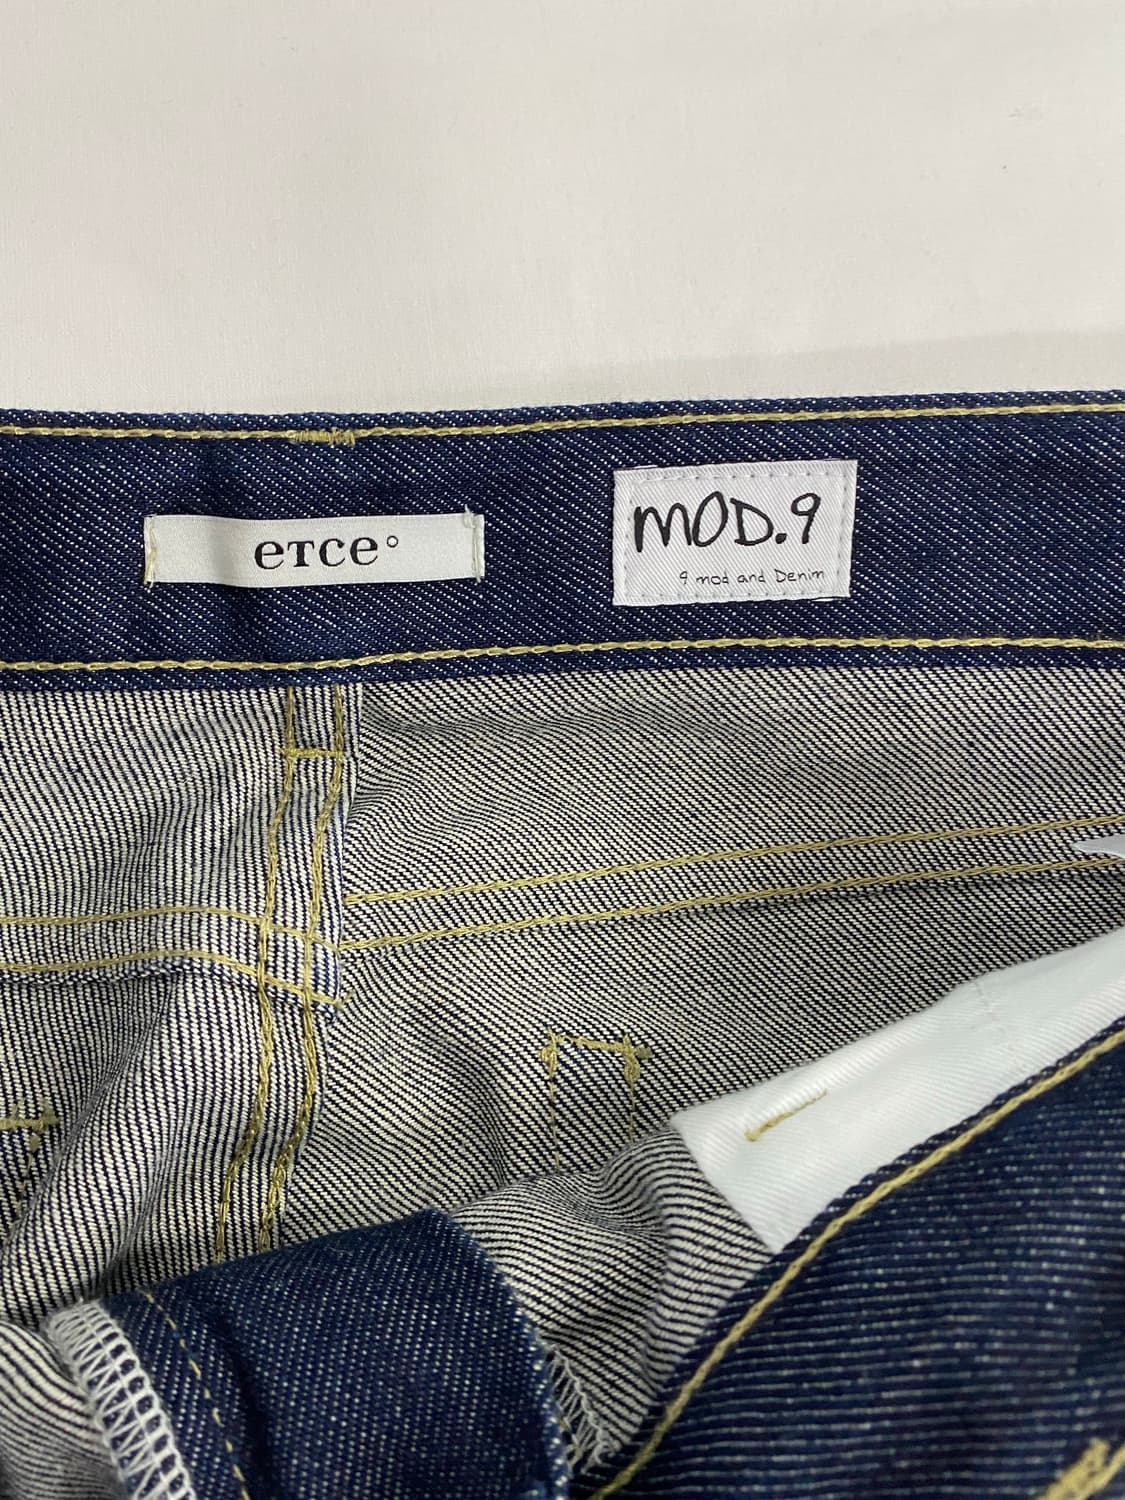 eTce°
MOD.9
9 mod and Denim